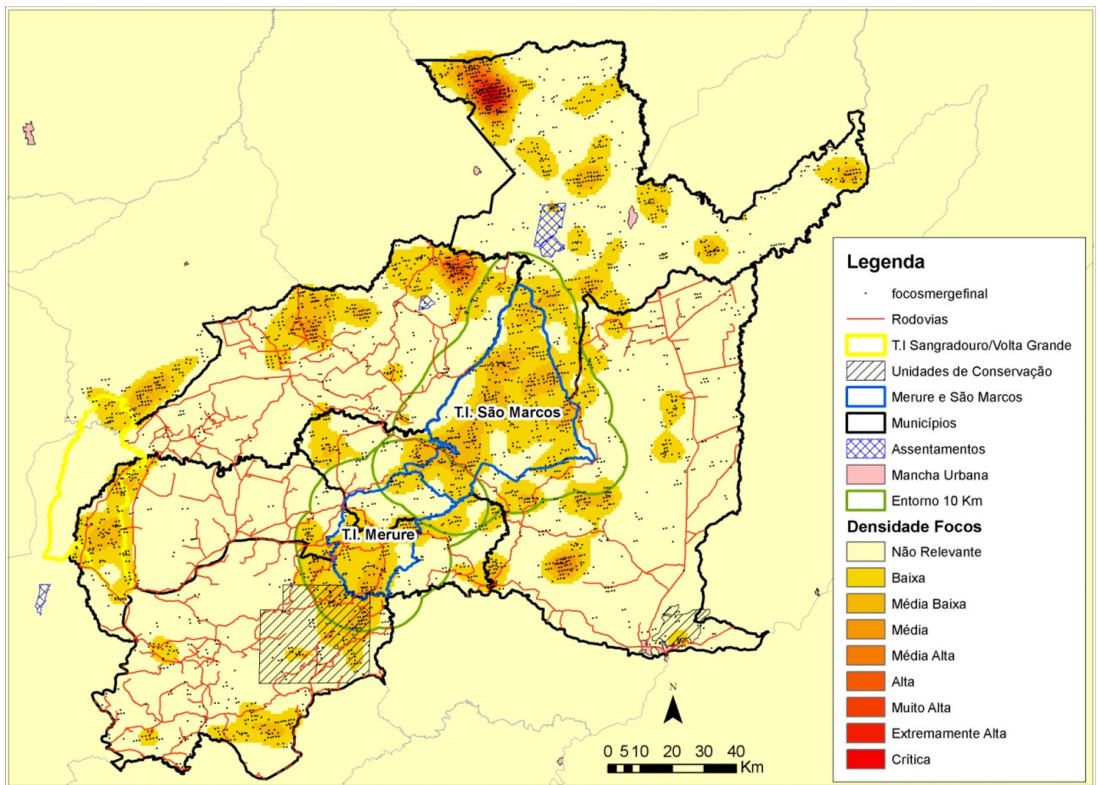 T.I. São Marcos
T.I. Merure
N
0 5 10 20 30 40
Km
Legenda
focosmergefinal
Rodovias
T.I Sangradouro/Volta Grande
Unidades de Conservação
Merure e São Marcos
Municípios
Assentamentos
Mancha Urbana
Entorno 10 Km
Densidade Focos
Não Relevante
Baixa
Média Baixa
Média
Média Alta
Alta
Muito Alta
Extremamente Alta
Crítica